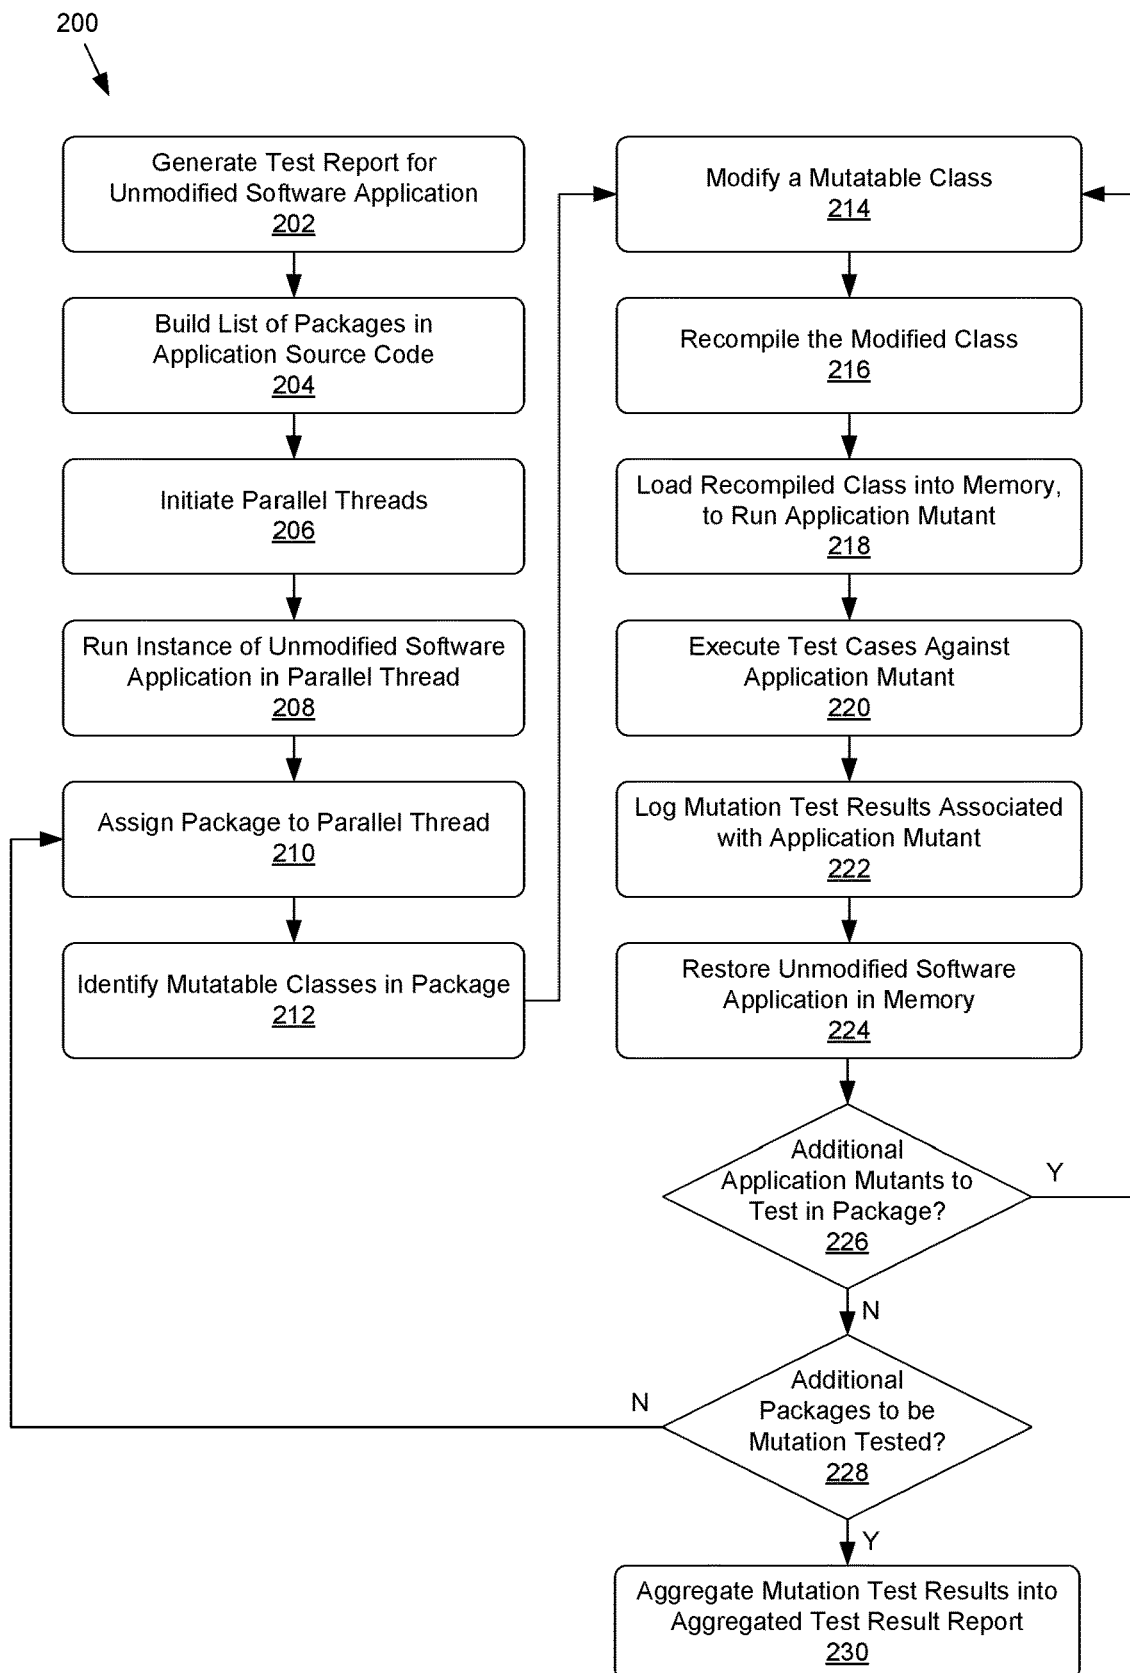 200
Generate Test Report for
Unmodified Software Application
202
Build List of Packages in
Application Source Code
204
Initiate Parallel Threads
206
Run Instance of Unmodified Software
Application in Parallel Thread
208
Assign Package to Parallel Thread
210
Identify Mutatable Classes in Package
212
Modify a Mutatable Class
214
Recompile the Modified Class
216
Load Recompiled Class into Memory,
to Run Application Mutant
218
Execute Test Cases Against
Application Mutant
220
Log Mutation Test Results Associated
with Application Mutant
222
Restore Unmodified Software
Application in Memory
224
Additional
Application Mutants to
Test in Package?
226
Y
N
Additional
Packages to be
Mutation Tested?
228
N
Y
Aggregate Mutation Test Results into
Aggregated Test Result Report
230